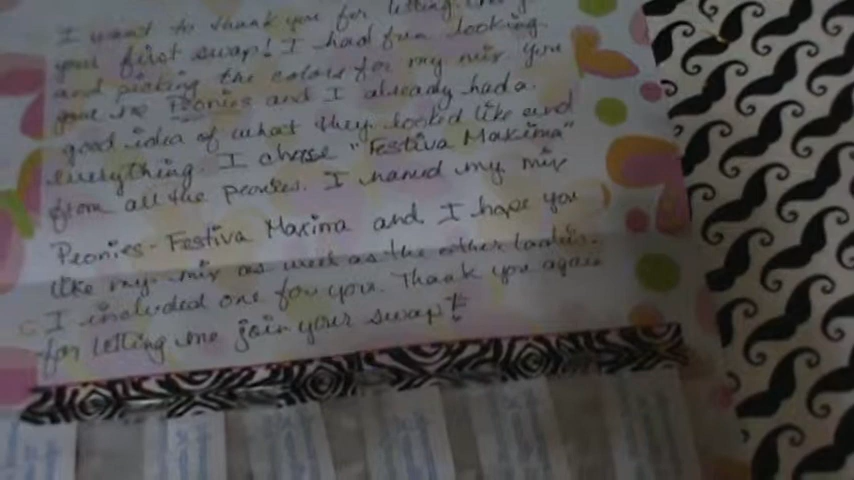 I want to thank you for letting
your first swap! I had fun looking
and picking the colors for my mix. You
gave me Peonies and I already had a
good idea of what they looked like and
everything. I chose "Festiva Maxima"
from all the peonies. I named my mix
Peonies - Festiva Maxima and I hope you
like my mix as well as the other ladies.
I included one for you. Thank you again
for letting me join your swap!